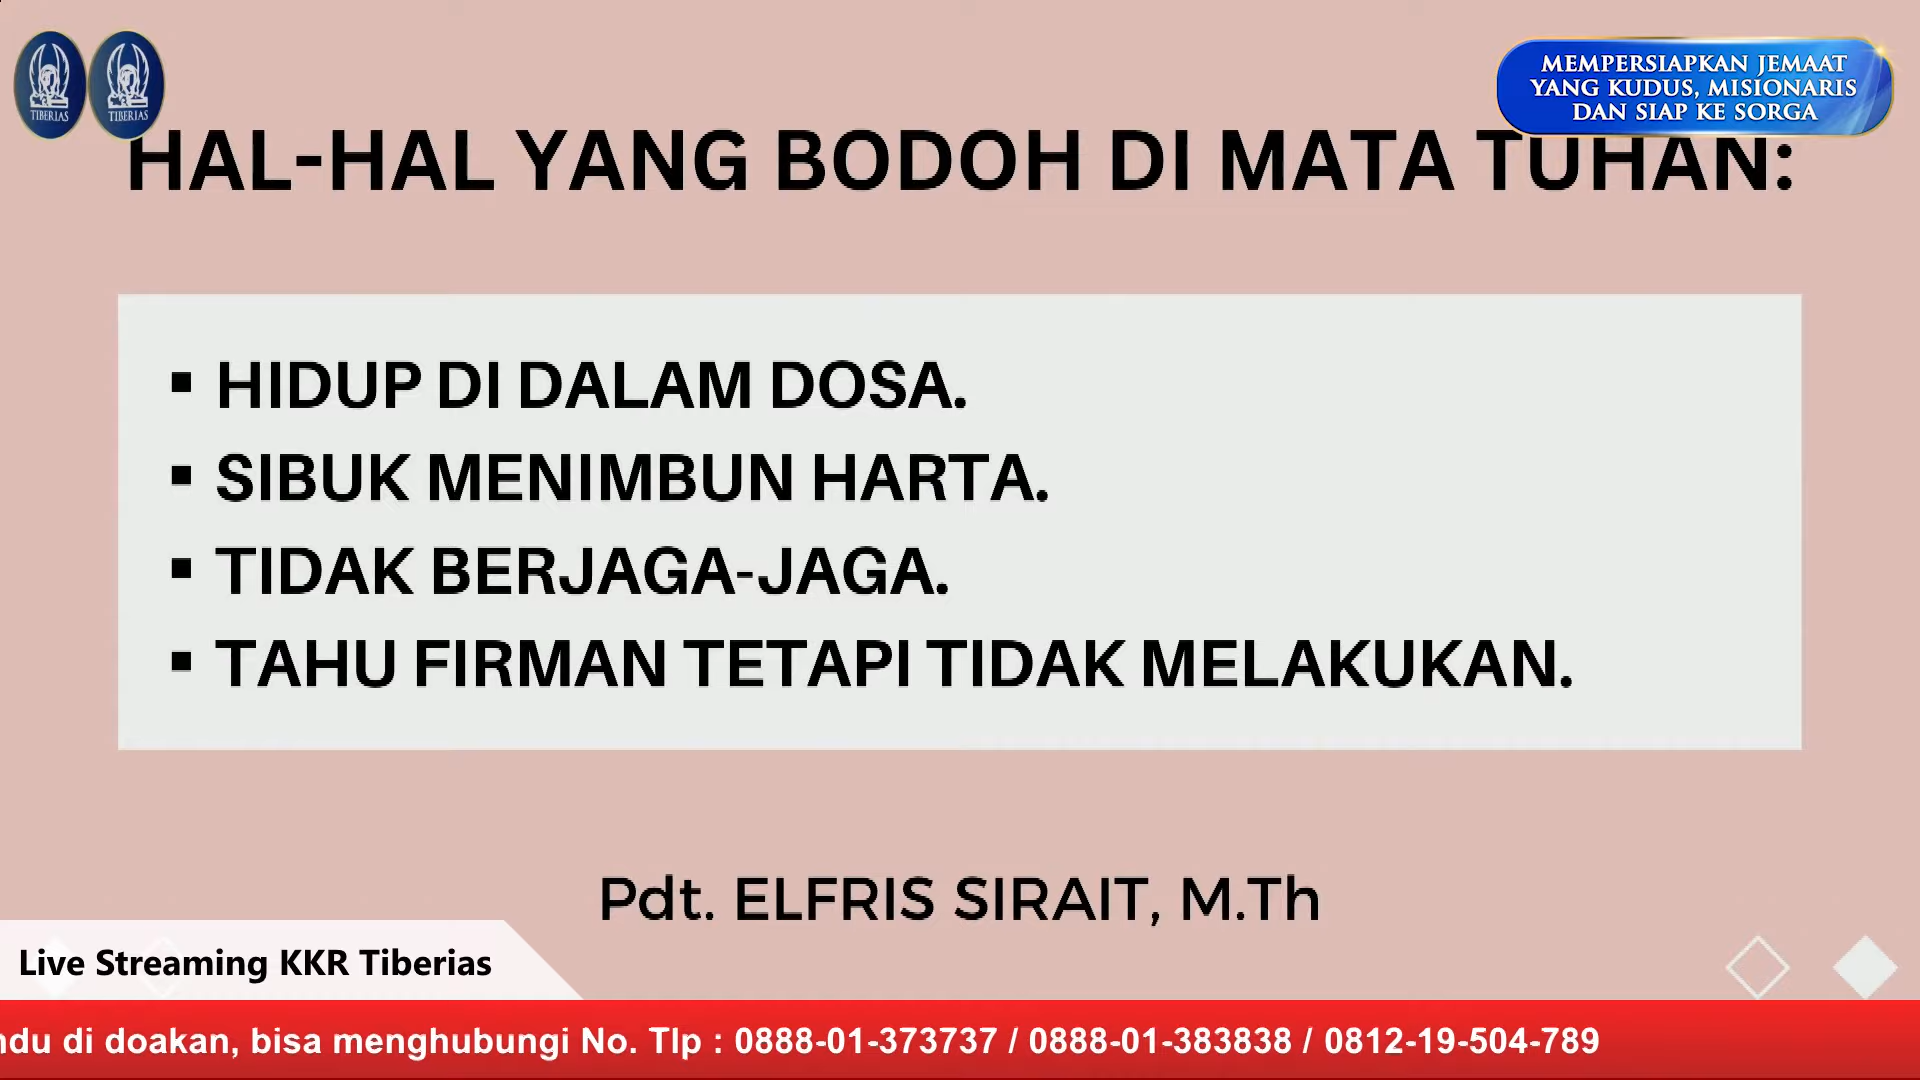 TIBERIAS
TIBERIAS
MEMPERSIAPKAN JEMAAT
YANG KUDUS, MISIONARIS
DAN SIAP KE SORGA
HAL-HAL YANG BODOH DI MATA TUHAN:
▪ HIDUP DI DALAM DOSA.
▪ SIBUK MENIMBUN HARTA.
▪ TIDAK BERJAGA-JAGA.
▪ TAHU FIRMAN TETAPI TIDAK MELAKUKAN.
Pdt. ELFRIS SIRAIT, M.Th
Live Streaming KKR Tiberias
di doakan, bisa menghubungi No. Tlp : 0888-01-373737 / 0888-01-383838 / 0812-19-504-789